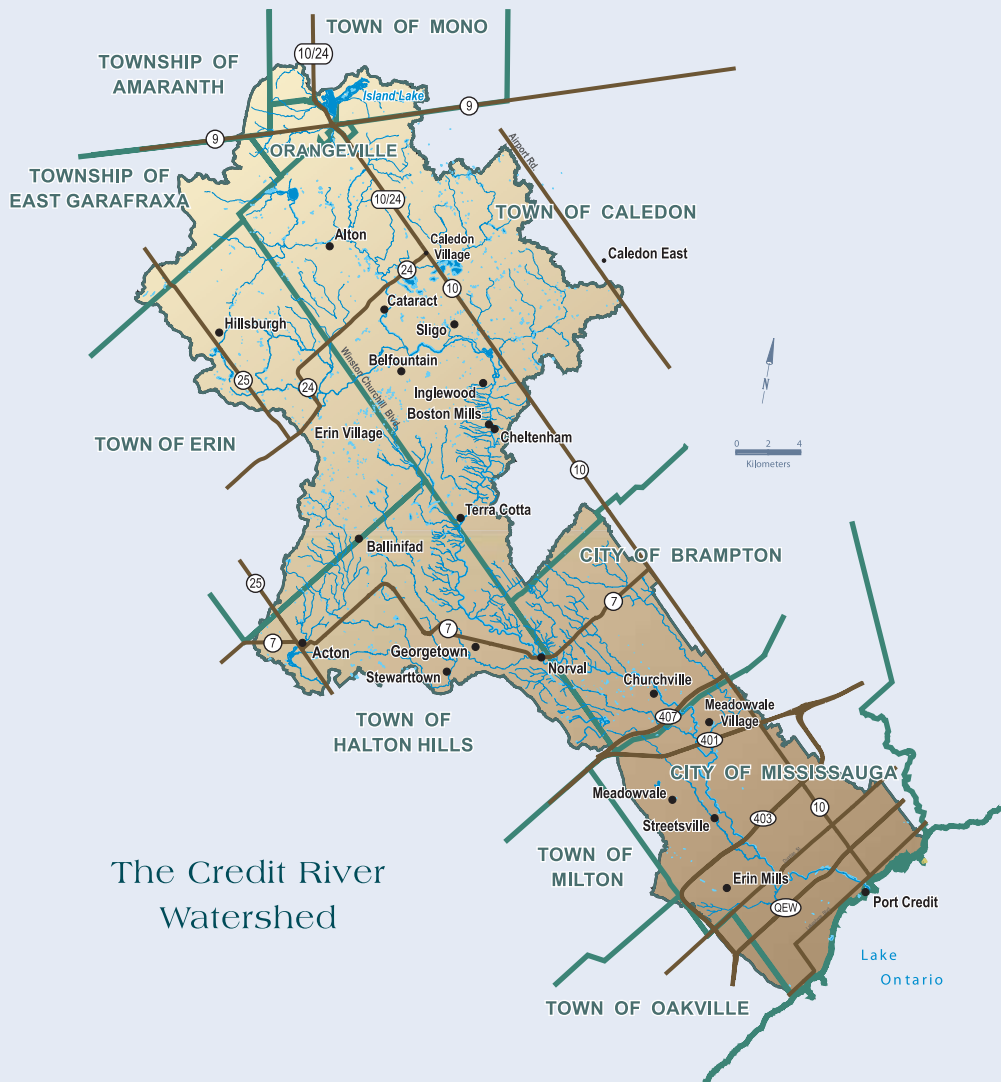 TOWN OF MONO
10/24
TOWNSHIP OF
AMARANTH
Island Lake
9
9
ORANGEVILLE
Airport Rd.
TOWNSHIP OF
EAST GARAFRAXA
10/24
TOWN OF CALEDON
Alton
Caledon
Village
Caledon East
24
10
Cataract
Hillsburgh
Sligo
Winston Churchill Blvd.
Belfountain
25
24
Inglewood
N
Boston Mills
Erin Village
Cheltenham
TOWN OF ERIN
0 2 4
Kilometers
10
Terra Cotta
Ballinifad
CITY OF BRAMPTON
25
7
7
7
Acton
Georgetown
Norval
Stewarttown
Churchville
407
Meadowvale
Village
TOWN OF
HALTON HILLS
401
CITY OF MISSISSAUGA
Meadowvale
10
Streetsville
403
TOWN OF
MILTON
Erin Mills
The Credit River
Watershed
Port Credit
QEW
Lake
Ontario
TOWN OF OAKVILLE